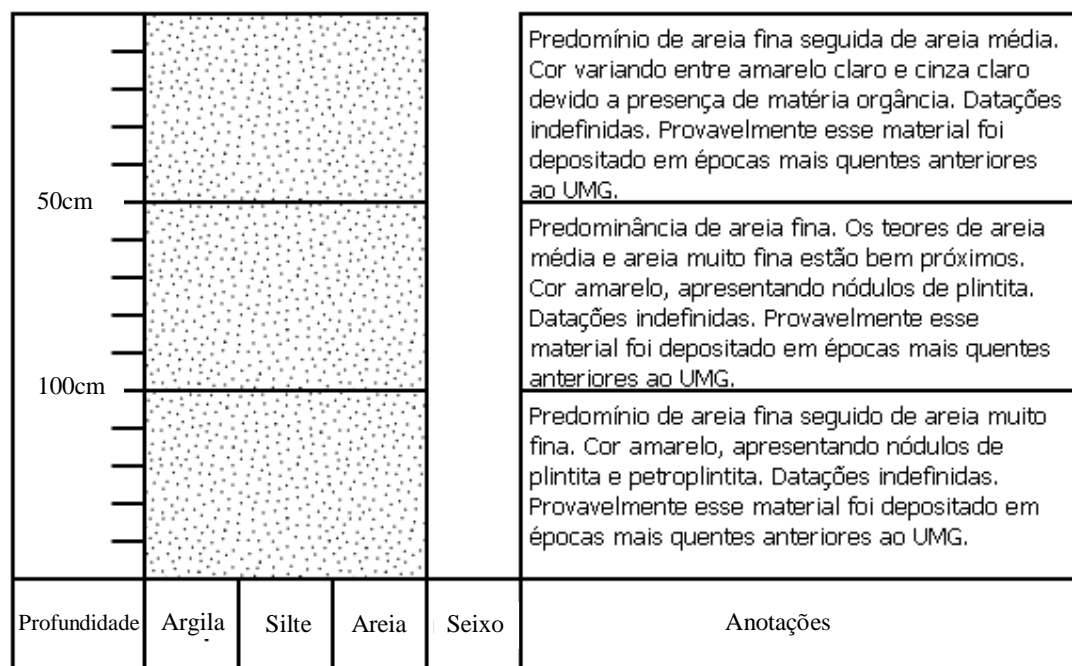 Predomínio de areia fina seguida de areia média.
Cor variando entre amarelo claro e cinza claro
devido a presença de matéria orgância. Datações
indefinidas. Provavelmente esse material foi
depositado em épocas mais quentes anteriores
ao UMG.
50cm
Predominância de areia fina. Os teores de areia
média e areia muito fina estão bem próximos.
Cor amarelo, apresentando nódulos de plintita.
Datações indefinidas. Provavelmente esse
material foi depositado em épocas mais quentes
anteriores ao UMG.
100cm
Predomínio de areia fina seguido de areia muito
fina. Cor amarelo, apresentando nódulos de
plintita e petroplintita. Datações indefinidas.
Provavelmente esse material foi depositado em
épocas mais quentes anteriores ao UMG.
Profundidade Argila Silte Areia Seixo Anotações